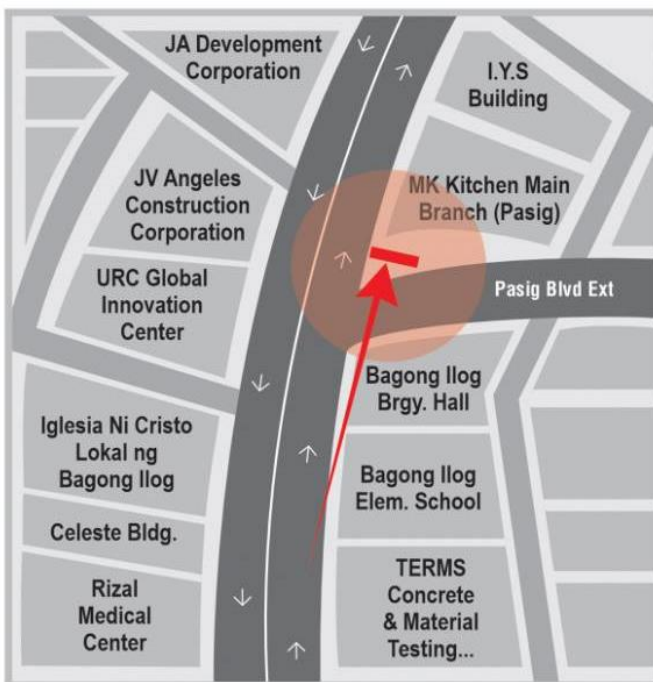 JA Development
Corporation
I.Y.S
Building
JV Angeles
Construction
Corporation
MK Kitchen Main
Branch (Pasig)
URC Global
Innovation
Center
Pasig Blvd Ext
Bagong Ilog
Brgy. Hall
Iglesia Ni Cristo
Lokal ng
Bagong Ilog
Bagong Ilog
Elem. School
Celeste Bldg.
TERMS
Concrete
& Material
Testing...
Rizal
Medical
Center